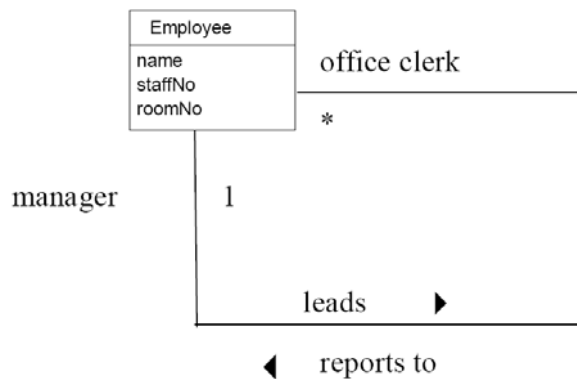 Employee
name
staffNo
roomNo
office clerk
*
manager
1
leads
reports to